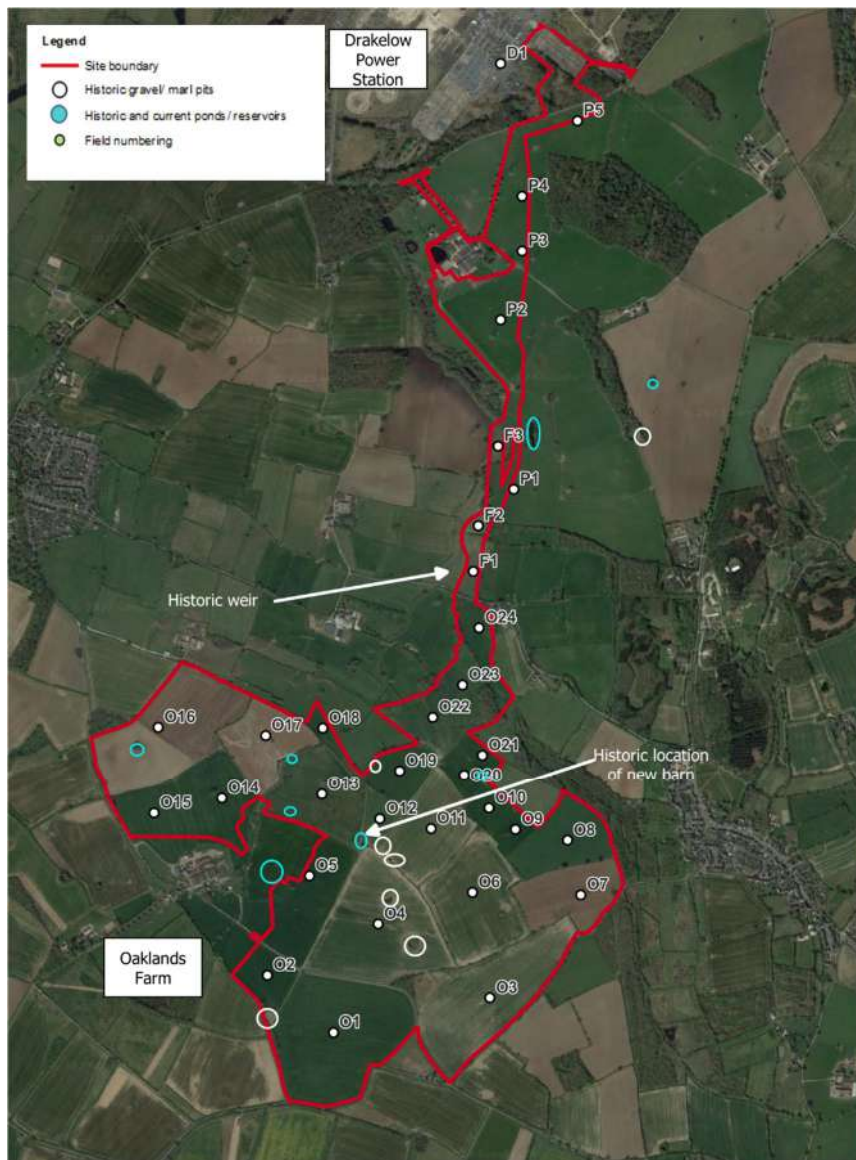 Legend
Site boundary
Historic gravel/ marl pits
Historic and current ponds/ reservoirs
Field numbering
Drakelow
Power
Station
D1
P5
P4
P3
P2
F3
P1
F2
F1
Historic weir
O24
O23
O22
O16
O17
O18
O21
Historic location
of new barn
O19
O20
O14
O13
O15
O10
O12
O11
O9
O8
O5
O6
O7
O4
Oaklands
Farm
O2
O3
O1